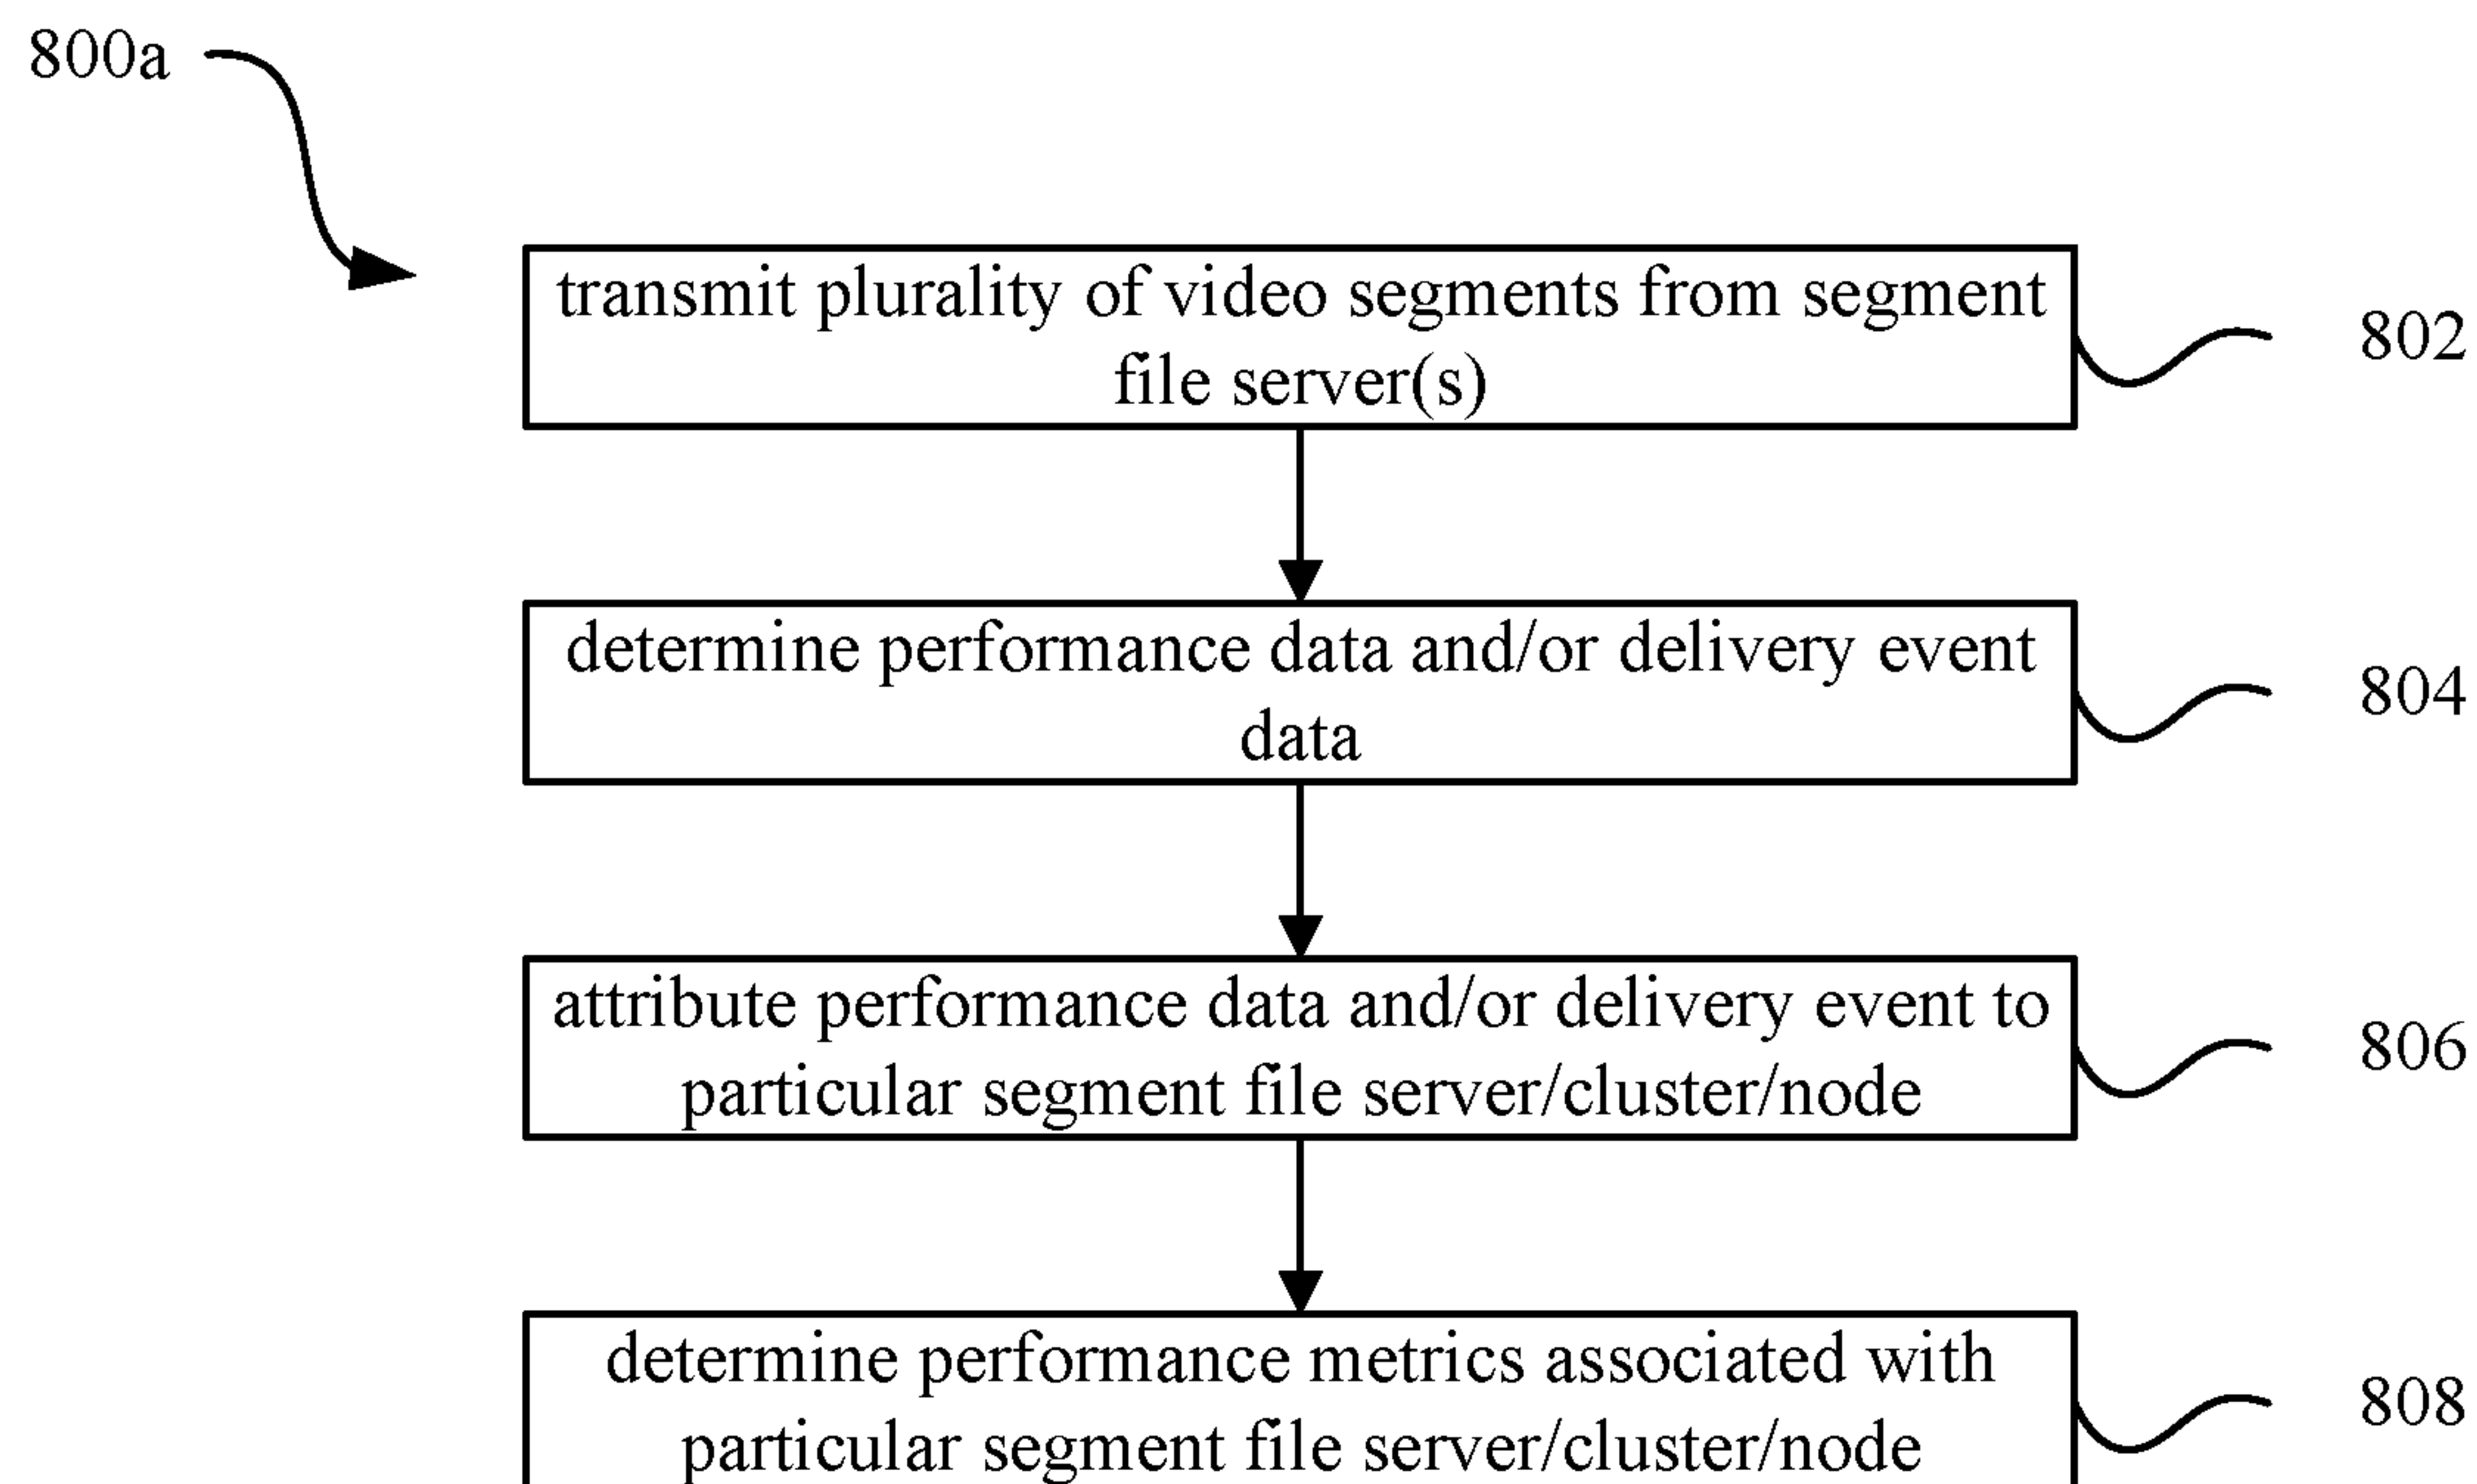 800a
transmit plurality of video segments from segment
file server(s)
802
determine performance data and/or delivery event
data
804
attribute performance data and/or delivery event to
particular segment file server/cluster/node
806
determine performance metrics associated with
particular segment file server/cluster/node
808